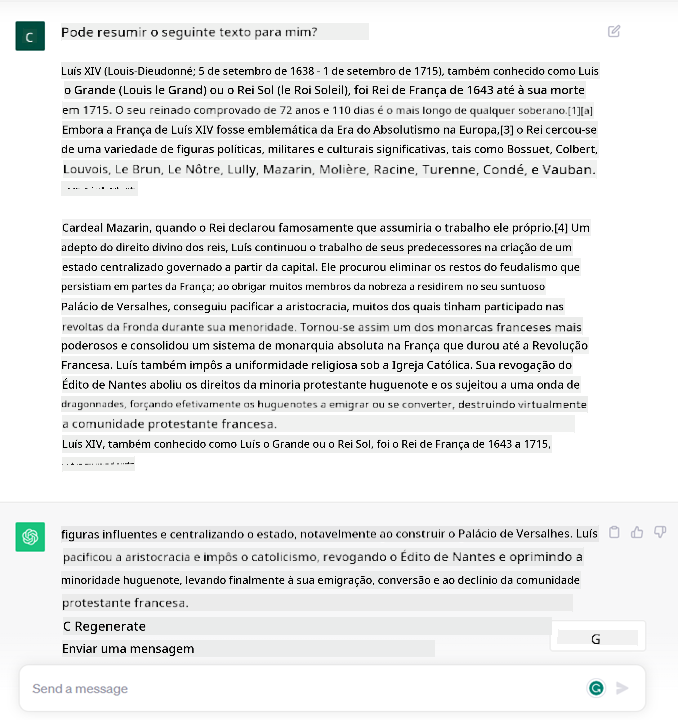 C
Pode resumir o seguinte texto para mim?
Luís XIV (Louis-Dieudonné; 5 de setembro de 1638 - 1 de setembro de 1715), também conhecido como Luis
o Grande (Louis le Grand) ou o Rei Sol (le Roi Soleil), foi Rei de França de 1643 até à sua morte
em 1715. O seu reinado comprovado de 72 anos e 110 dias é o mais longo de qualquer soberano.[1][a]
Embora a França de Luís XIV fosse emblemática da Era do Absolutismo na Europa,[3] o Rei cercou-se
de uma variedade de figuras políticas, militares e culturais significativas, tais como Bossuet, Colbert,
Louvois, Le Brun, Le Nôtre, Lully, Mazarin, Molière, Racine, Turenne, Condé, e Vauban.
Cardeal Mazarin, quando o Rei declarou famosamente que assumiria o trabalho ele próprio.[4] Um
adepto do direito divino dos reis, Luís continuou o trabalho de seus predecessores na criação de um
estado centralizado governado a partir da capital. Ele procurou eliminar os restos do feudalismo que
persistiam em partes da França; ao obrigar muitos membros da nobreza a residirem no seu suntuoso
Palácio de Versalhes, conseguiu pacificar a aristocracia, muitos dos quais tinham participado nas
revoltas da Fronda durante sua menoridade. Tornou-se assim um dos monarcas franceses mais
poderosos e consolidou um sistema de monarquia absoluta na França que durou até a Revolução
Francesa. Luís também impôs a uniformidade religiosa sob a Igreja Católica. Sua revogação do
Édito de Nantes aboliu os direitos da minoria protestante huguenote e os sujeitou a uma onda de
dragonnades, forçando efetivamente os huguenotes a emigrar ou se converter, destruindo virtualmente
a comunidade protestante francesa.
Luís XIV, também conhecido como Luís o Grande ou o Rei Sol, foi o Rei de França de 1643 a 1715,
figuras influentes e centralizando o estado, notavelmente ao construir o Palácio de Versalhes. Luís
pacificou a aristocracia e impôs o catolicismo, revogando o Édito de Nantes e oprimindo a
minoridade huguenote, levando finalmente à sua emigração, conversão e ao declínio da comunidade
protestante francesa.
C Regenerate
G
Enviar uma mensagem
Send a message